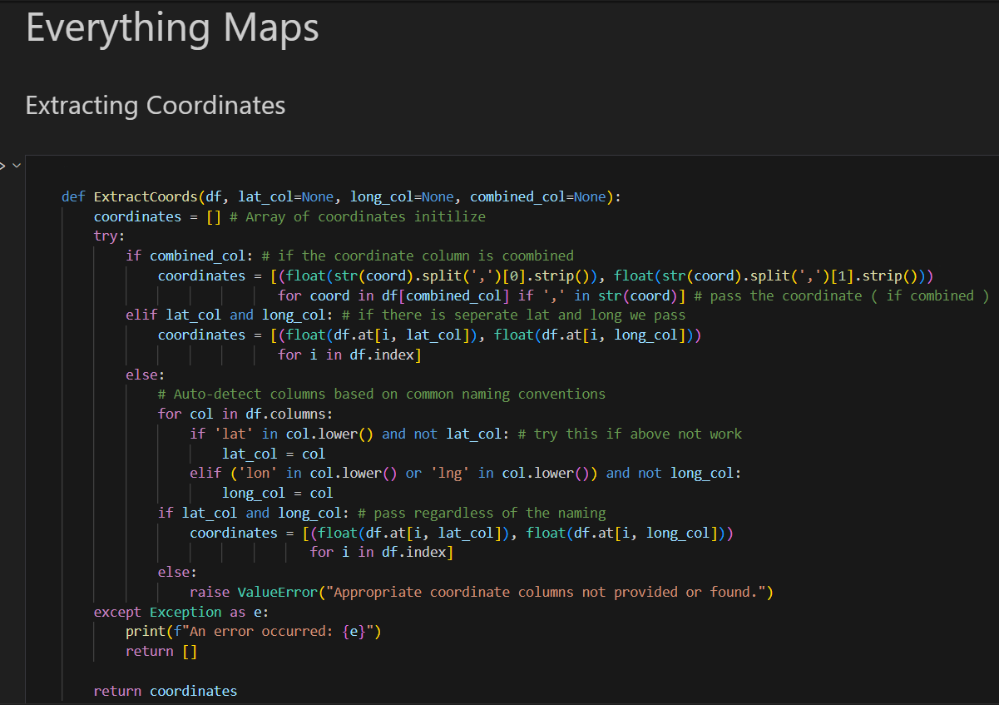 Everything Maps
Extracting Coordinates
def ExtractCoords(df, lat_col=None, long_col=None, combined_col=None):
    coordinates = [] # Array of coordinates initilize
    try:
        if combined_col: # if the coordinate column is coombined
            coordinates = [(float(str(coord).split(',')[0].strip()), float(str(coord).split(',')[1].strip()))
                           for coord in df[combined_col] if ',' in str(coord)] # pass the coordinate ( if combined )
        elif lat_col and long_col: # if there is seperate lat and long we pass
            coordinates = [(float(df.at[i, lat_col]), float(df.at[i, long_col]))
                           for i in df.index]
        else:
            # Auto-detect columns based on common naming conventions
            for col in df.columns:
                if 'lat' in col.lower() and not lat_col: # try this if above not work
                    lat_col = col
                elif ('lon' in col.lower() or 'lng' in col.lower()) and not long_col:
                    long_col = col
            if lat_col and long_col: # pass regardless of the naming
                coordinates = [(float(df.at[i, lat_col]), float(df.at[i, long_col]))
                               for i in df.index]
            else:
                raise ValueError("Appropriate coordinate columns not provided or found.")
    except Exception as e:
        print(f"An error occurred: {e}")
        return []
    return coordinates